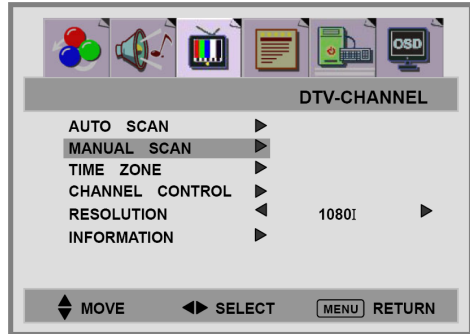 OSD
DTV-CHANNEL
AUTO SCAN
MANUAL SCAN
TIME ZONE
CHANNEL CONTROL
RESOLUTION 1080I
INFORMATION
MOVE SELECT MENU RETURN